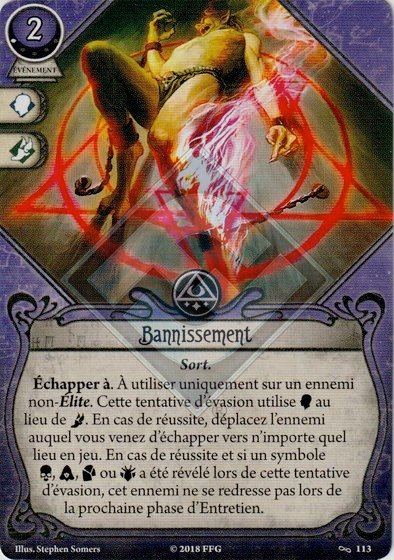 2
ÉVÉNEMENT
Bannissement
Sort.
Échapper à. À utiliser uniquement sur un ennemi
non-Élite. Cette tentative d'évasion utilise au
lieu de . En cas de réussite, déplacez l'ennemi
auquel vous venez d'échapper vers n'importe quel
lieu en jeu. En cas de réussite et si un symbole
, , ou a été révélé lors de cette tentative
d'évasion, cet ennemi ne se redresse pas lors de
la prochaine phase d'Entretien.
Illus. Stephen Somers © 2018 FFG 113